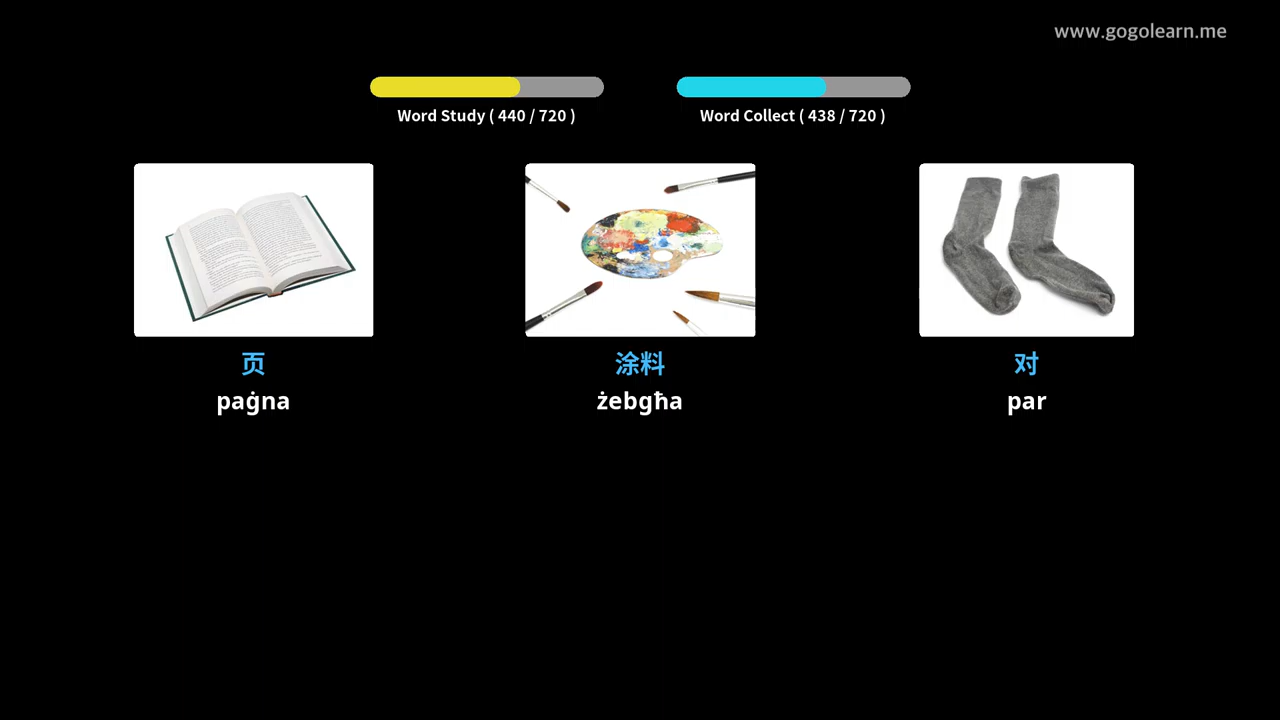 www.gogolearn.me
Word Study ( 440 / 720 )
Word Collect ( 438 / 720 )
页
涂料
对
paġna
żebgħa
par